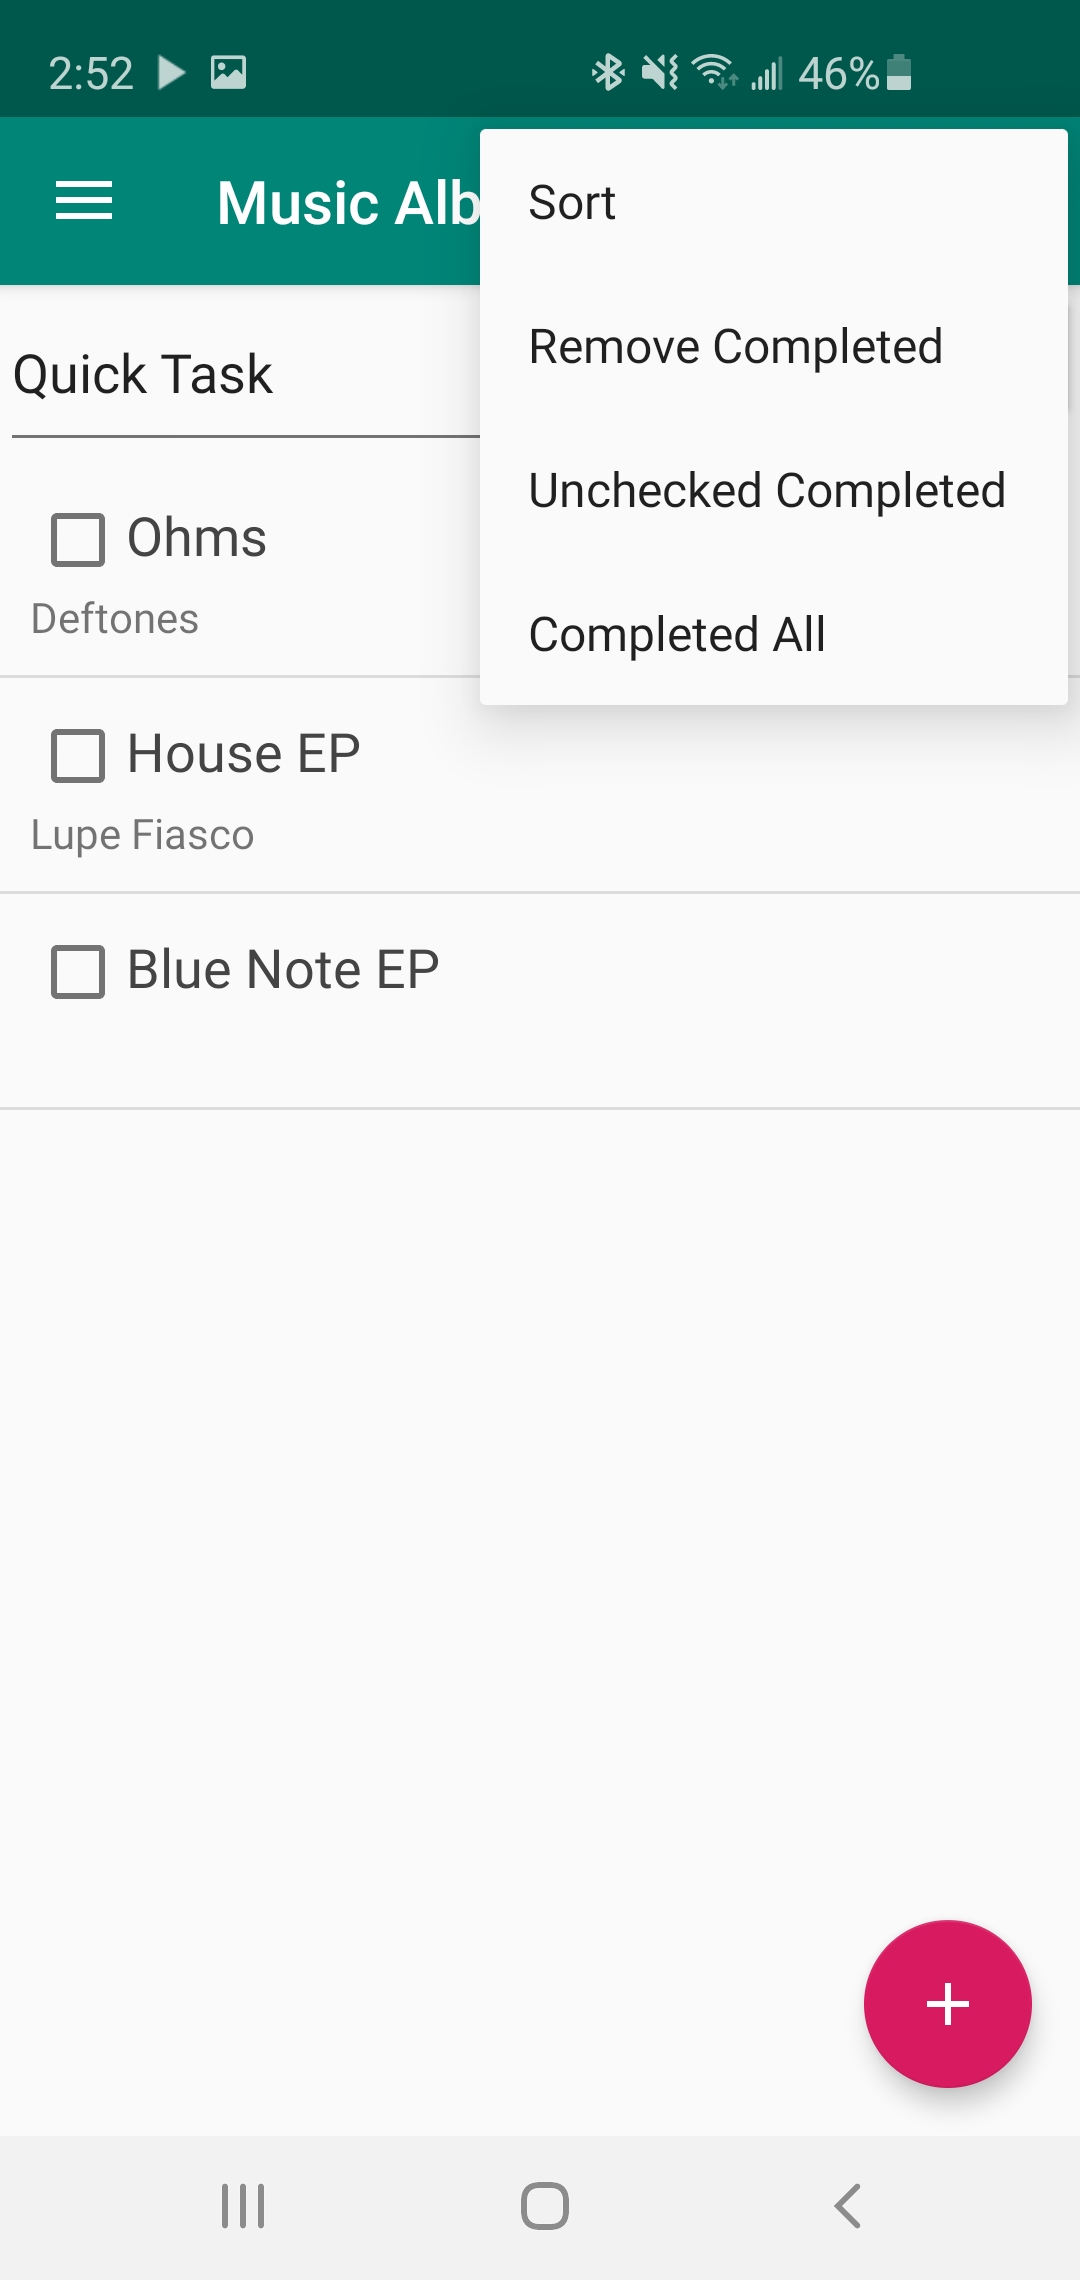 2:52 46%
Music Alb
Sort
Remove Completed
Unchecked Completed
Completed All
Quick Task
Ohms
Deftones
House EP
Lupe Fiasco
Blue Note EP